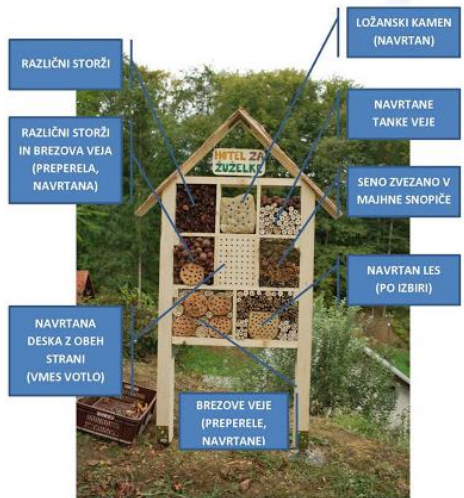 LOŽANSKI KAMEN
(NAVRTAN)
RAZLIČNI STORŽI
NAVRTANE
TANKE VEJE
RAZLIČNI STORŽI
IN BREZOVA VEJA
(PREPERELA,
NAVRTANA)
HOTEL ZA
ŽUŽELKE
SENO ZVEZANO V
MAJHNE SNOPIČE
NAVRTAN LES
(PO IZBIRI)
NAVRTANA
DESKA Z OBEH
STRANI
(VMES VOTLO)
BREZOVE VEJE
(PREPERELE,
NAVRTANE)